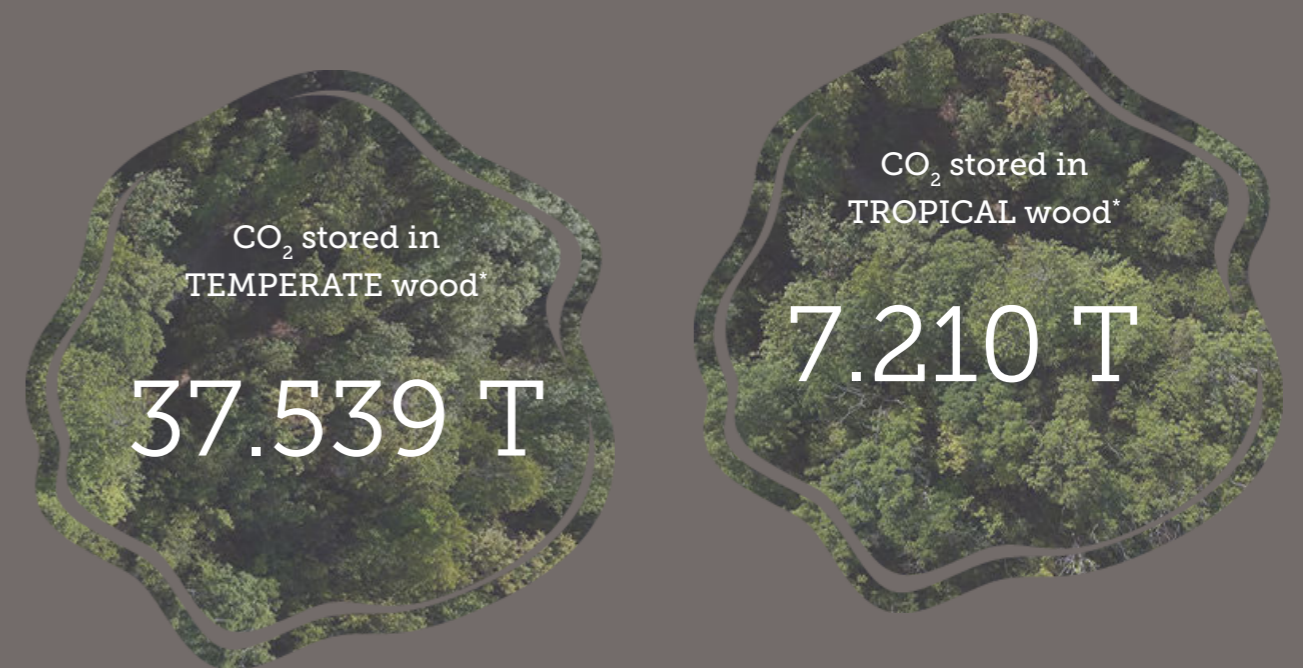 CO₂ stored in
TEMPERATE wood*
37.539 T
CO₂ stored in
TROPICAL wood*
7.210 T